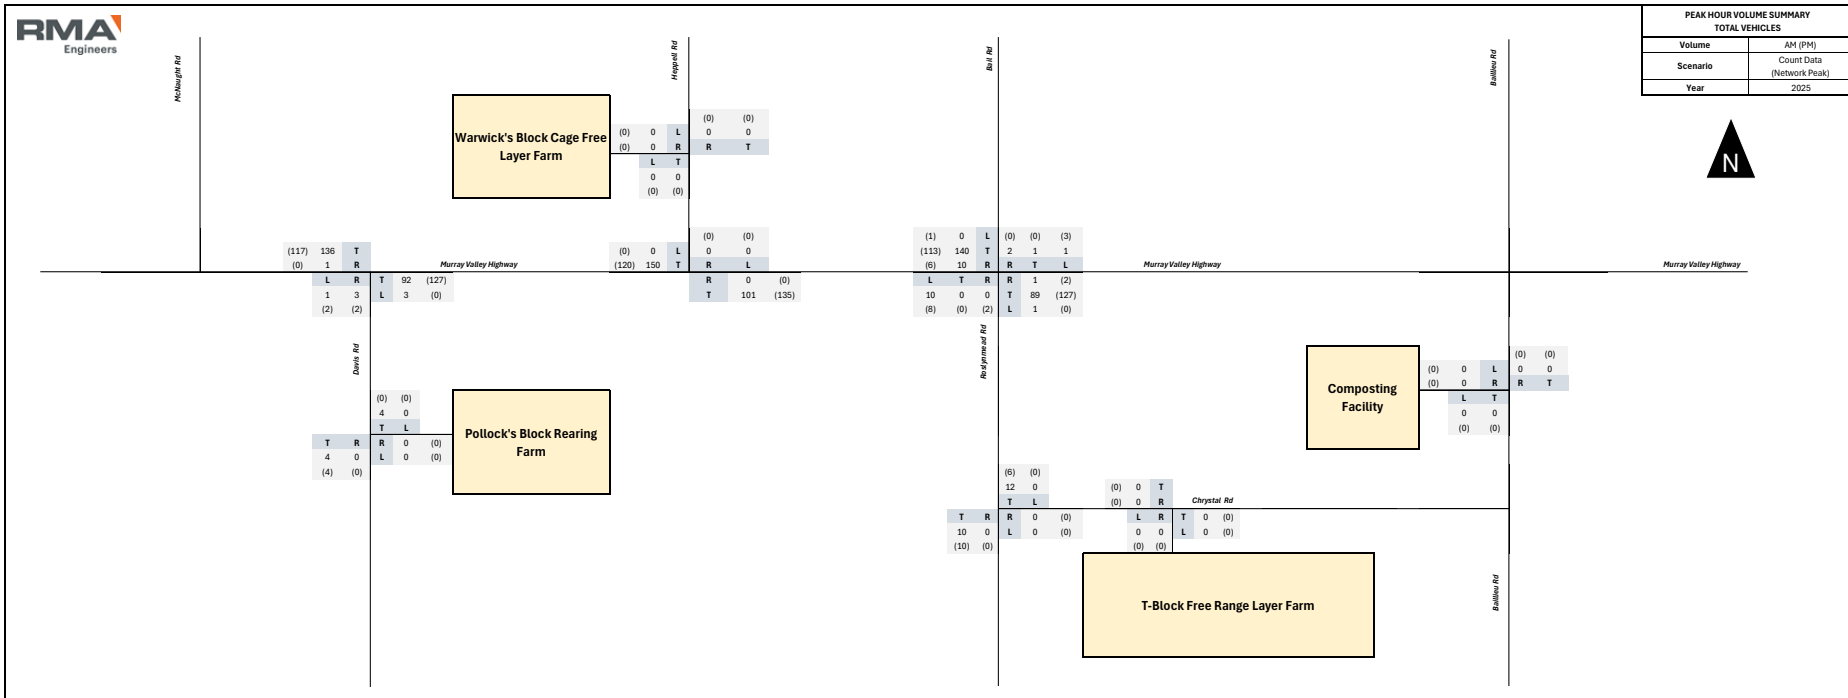 RMA
Engineers
PEAK HOUR VOLUME SUMMARY
TOTAL VEHICLES
Volume AM (PM)
Scenario Count Data
(Network Peak)
Year 2025
N
McNaught Rd
Heppell Rd
Ball Rd
Baillieu Rd
Warwick's Block Cage Free
Layer Farm
(0) (0)
(0) 0 L 0 0
(0) 0 R R T
L T
0 0
(0) (0)
(117) 136 T
(0) 1 R
Murray Valley Highway
L R T 92 (127)
1 3 L 3 (0)
(2) (2)
(0) (0)
(0) 0 L 0 0
(120) 150 T R L
R 0 (0)
T 101 (135)
(1) 0 L (0) (0) (3)
(113) 140 T 2 1 1
(6) 10 R R T L
Murray Valley Highway
Murray Valley Highway
L T R R 1 (2)
10 0 0 T 89 (127)
(8) (0) (2) L 1 (0)
Davis Rd
Roslynmead Rd
Composting
Facility
(0) (0)
(0) 0 L 0 0
(0) 0 R R T
L T
0 0
(0) (0)
(0) (0)
4 0
T L
T R R 0 (0)
4 0 L 0 (0)
(4) (0)
Pollock's Block Rearing
Farm
(6) (0)
12 0
T L
T R R 0 (0)
10 0 L 0 (0)
(10) (0)
(0) 0 T
(0) 0 R
Chrystal Rd
L R T 0 (0)
0 0 L 0 (0)
(0) (0)
T-Block Free Range Layer Farm
Baillieu Rd